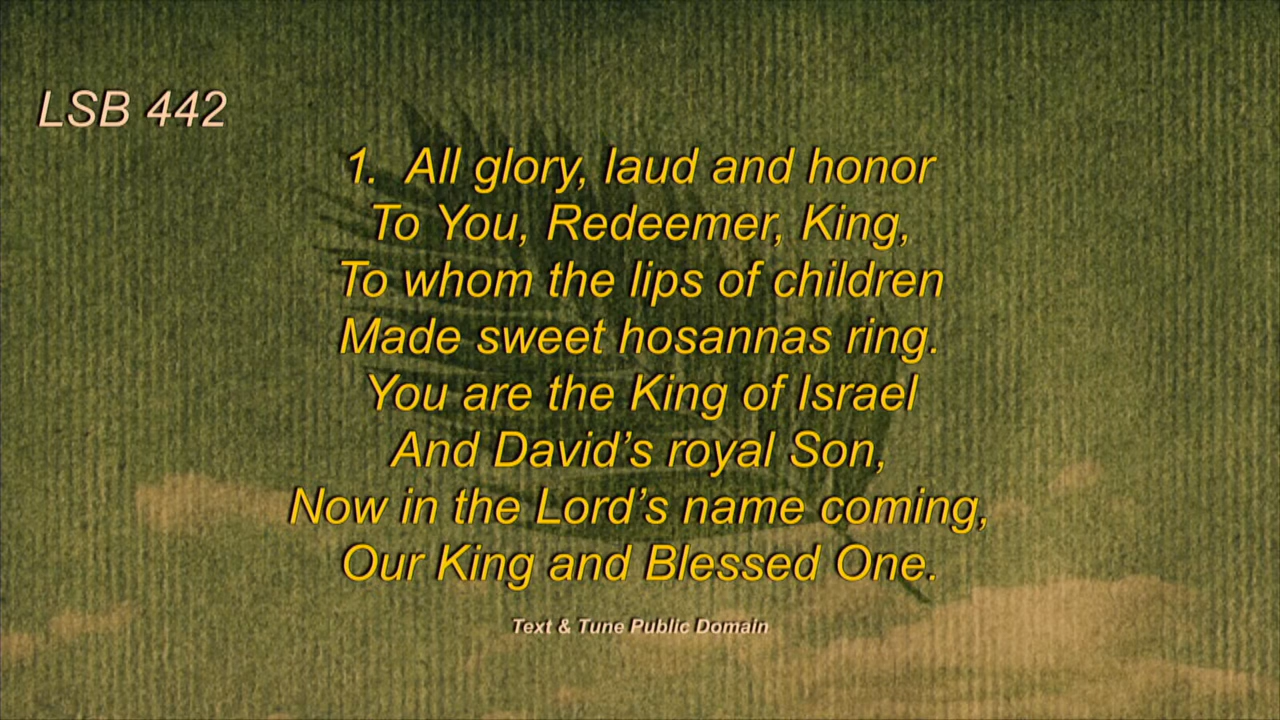 LSB 442
1. All glory, laud and honor
To You, Redeemer, King,
To whom the lips of children
Made sweet hosannas ring.
You are the King of Israel
And David’s royal Son,
Now in the Lord’s name coming,
Our King and Blessed One.
Text & Tune Public Domain